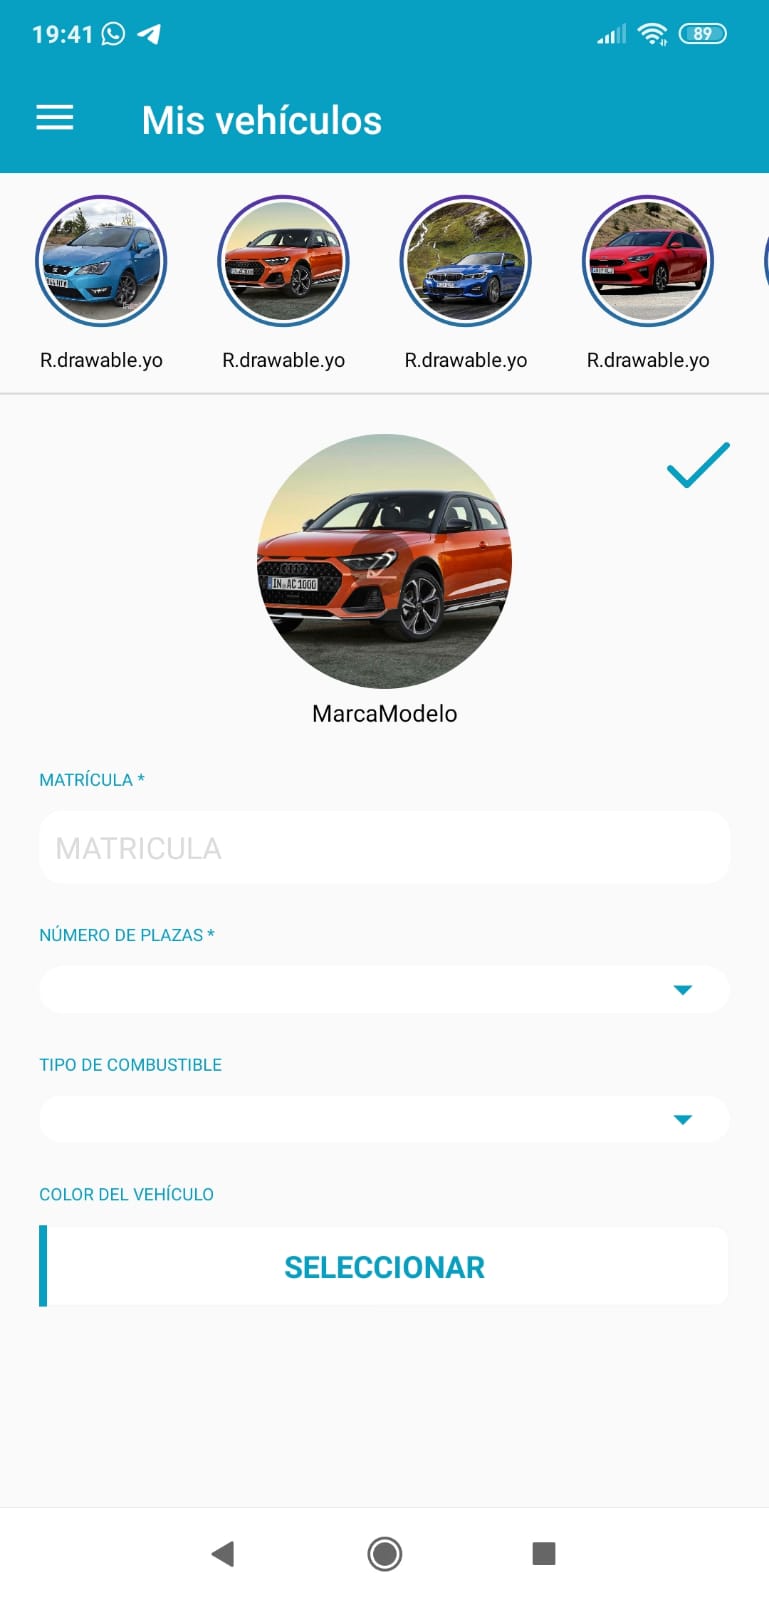 19:41
89
Mis vehículos
R.drawable.yo
R.drawable.yo
R.drawable.yo
R.drawable.yo
IN AC 1000
MarcaModelo
MATRÍCULA *
MATRICULA
NÚMERO DE PLAZAS *
TIPO DE COMBUSTIBLE
COLOR DEL VEHÍCULO
SELECCIONAR